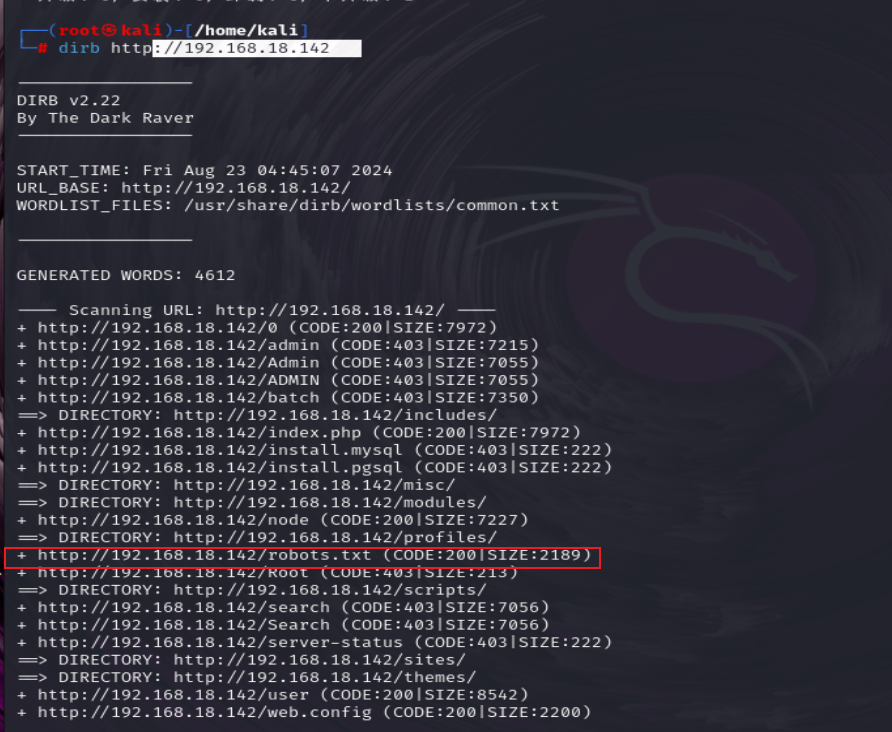 ┌──(root㉿kali)-[/home/kali]
└─# dirb http://192.168.18.142
-----------------
DIRB v2.22
By The Dark Raver
-----------------
START_TIME: Fri Aug 23 04:45:07 2024
URL_BASE: http://192.168.18.142/
WORDLIST_FILES: /usr/share/dirb/wordlists/common.txt
-----------------
GENERATED WORDS: 4612
---- Scanning URL: http://192.168.18.142/ ----
+ http://192.168.18.142/0 (CODE:200|SIZE:7972)
+ http://192.168.18.142/admin (CODE:403|SIZE:7215)
+ http://192.168.18.142/Admin (CODE:403|SIZE:7055)
+ http://192.168.18.142/ADMIN (CODE:403|SIZE:7055)
+ http://192.168.18.142/batch (CODE:403|SIZE:7350)
==> DIRECTORY: http://192.168.18.142/includes/
+ http://192.168.18.142/index.php (CODE:200|SIZE:7972)
+ http://192.168.18.142/install.mysql (CODE:403|SIZE:222)
+ http://192.168.18.142/install.pgsql (CODE:403|SIZE:222)
==> DIRECTORY: http://192.168.18.142/misc/
==> DIRECTORY: http://192.168.18.142/modules/
+ http://192.168.18.142/node (CODE:200|SIZE:7227)
==> DIRECTORY: http://192.168.18.142/profiles/
+ http://192.168.18.142/robots.txt (CODE:200|SIZE:2189)
+ http://192.168.18.142/Root (CODE:403|SIZE:213)
==> DIRECTORY: http://192.168.18.142/scripts/
+ http://192.168.18.142/search (CODE:403|SIZE:7056)
+ http://192.168.18.142/Search (CODE:403|SIZE:7056)
+ http://192.168.18.142/server-status (CODE:403|SIZE:222)
==> DIRECTORY: http://192.168.18.142/sites/
==> DIRECTORY: http://192.168.18.142/themes/
+ http://192.168.18.142/user (CODE:200|SIZE:8542)
+ http://192.168.18.142/web.config (CODE:200|SIZE:2200)